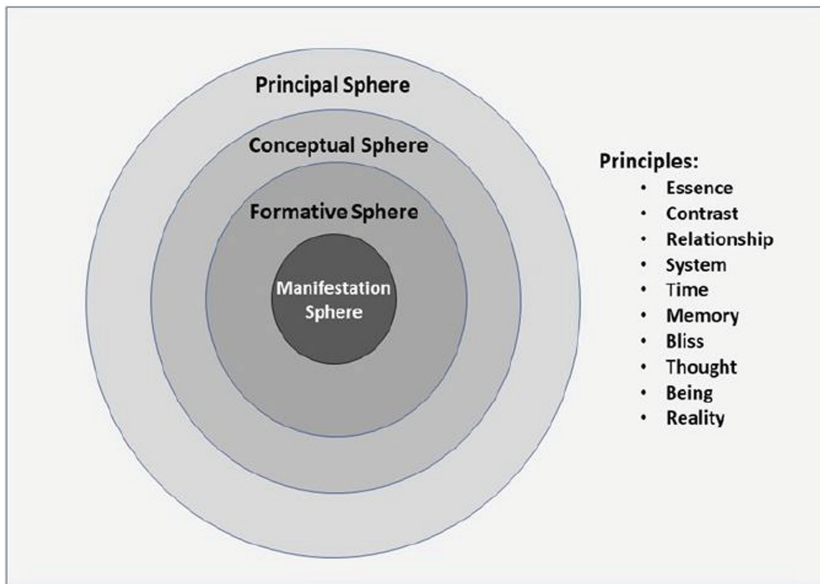 Principal Sphere
Conceptual Sphere
Formative Sphere
Manifestation
Sphere
Principles:
• Essence
• Contrast
• Relationship
• System
• Time
• Memory
• Bliss
• Thought
• Being
• Reality